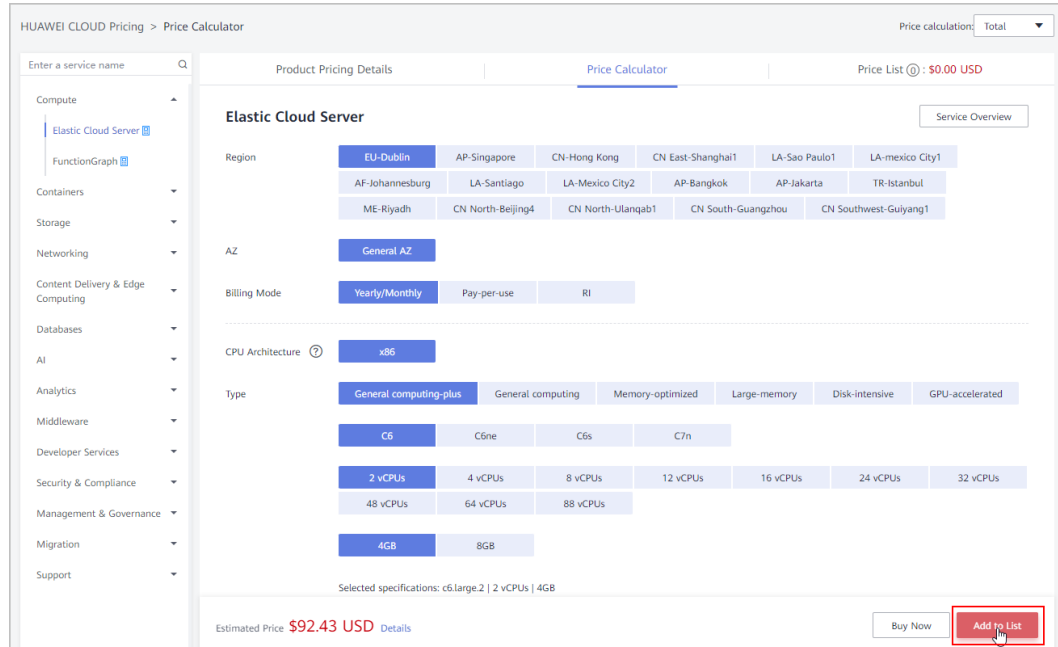 HUAWEI CLOUD Pricing > Price Calculator
Price calculation: Total
Enter a service name
Compute
Elastic Cloud Server
FunctionGraph
Containers
Storage
Networking
Content Delivery & Edge
Computing
Databases
AI
Analytics
Middleware
Developer Services
Security & Compliance
Management & Governance
Migration
Support
Product Pricing Details Price Calculator Price List (0) : $0.00 USD
Elastic Cloud Server Service Overview
Region EU-Dublin AP-Singapore CN-Hong Kong CN East-Shanghai1 LA-Sao Paulo1 LA-mexico City1
AF-Johannesburg LA-Santiago LA-Mexico City2 AP-Bangkok AP-Jakarta TR-Istanbul
ME-Riyadh CN North-Beijing4 CN North-Ulanqab1 CN South-Guangzhou CN Southwest-Guiyang1
AZ General AZ
Billing Mode Yearly/Monthly Pay-per-use RI
CPU Architecture ? x86
Type General computing-plus General computing Memory-optimized Large-memory Disk-intensive GPU-accelerated
C6 C6ne C6s C7n
2 vCPUs 4 vCPUs 8 vCPUs 12 vCPUs 16 vCPUs 24 vCPUs 32 vCPUs
48 vCPUs 64 vCPUs 88 vCPUs
4GB 8GB
Selected specifications: c6.large.2 | 2 vCPUs | 4GB
Estimated Price $92.43 USD Details Buy Now Add to List